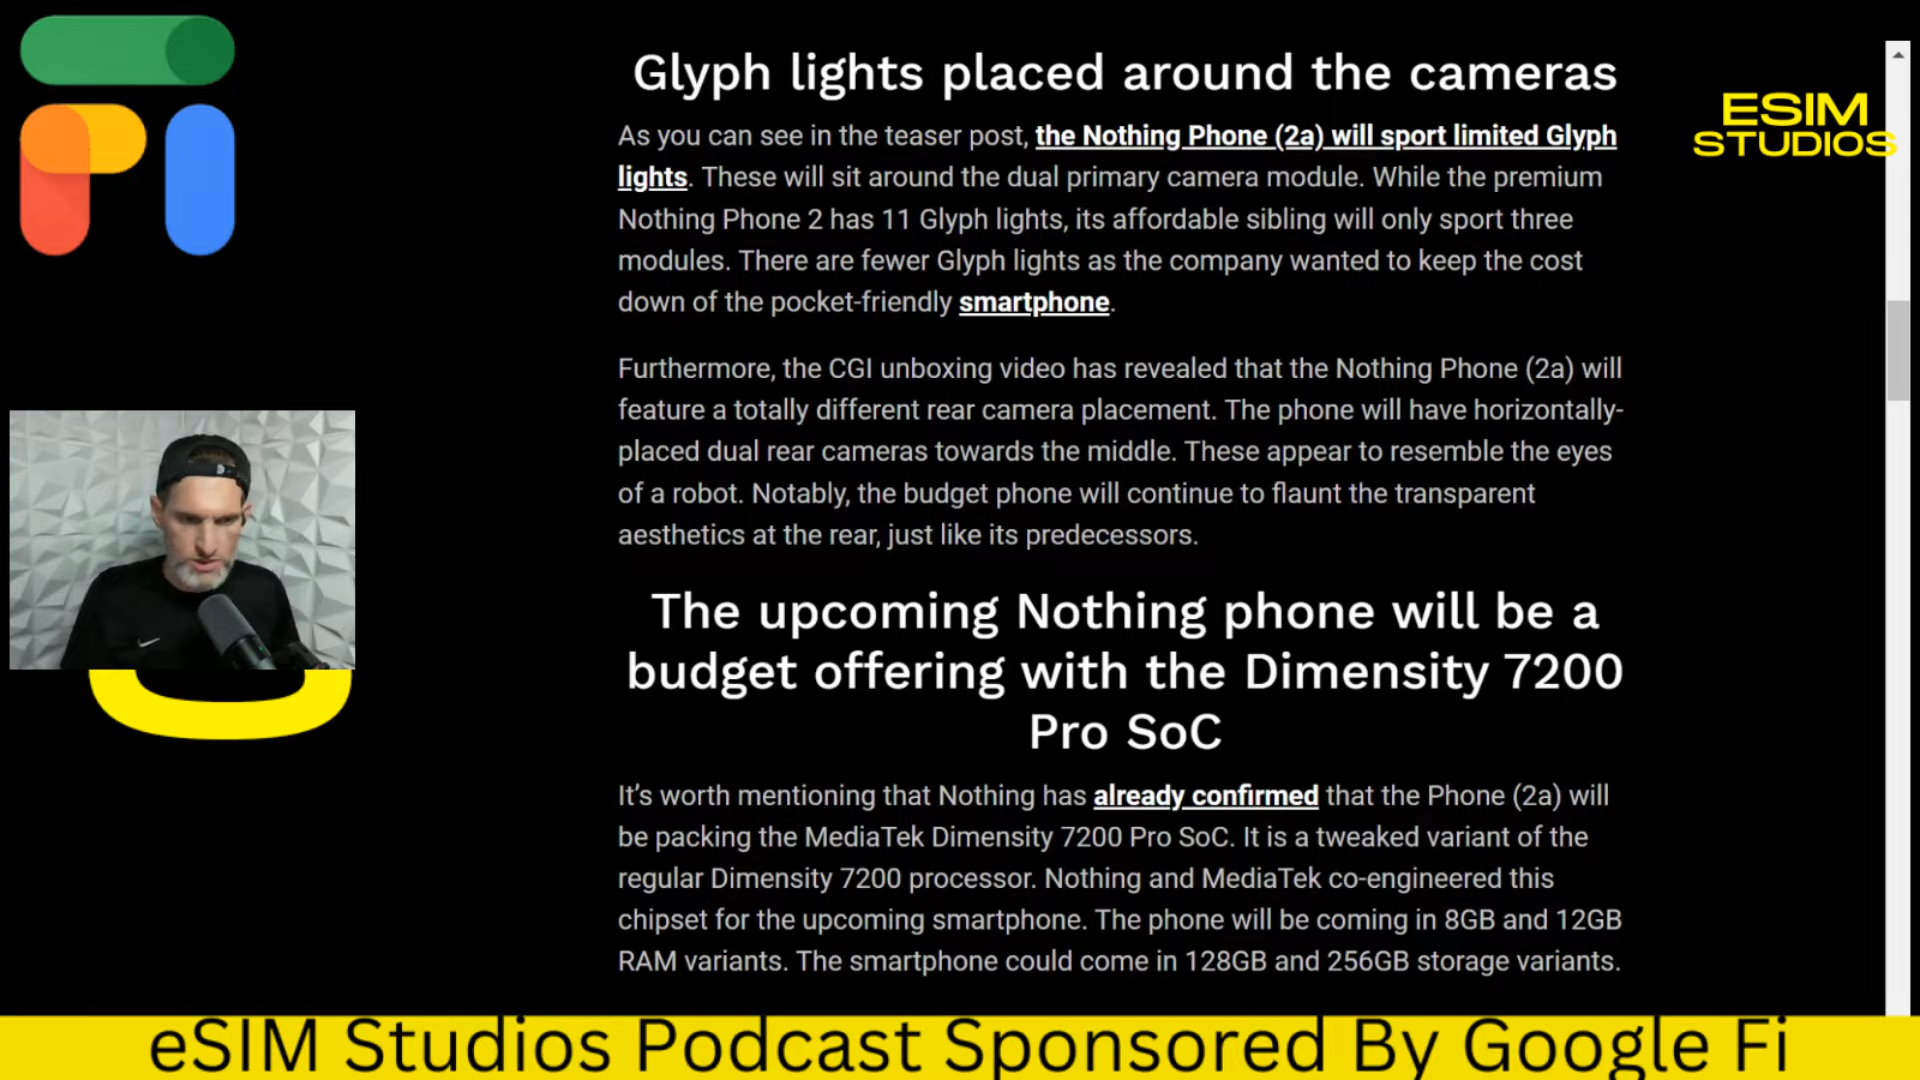 Glyph lights placed around the cameras
As you can see in the teaser post, the Nothing Phone (2a) will sport limited Glyph
lights. These will sit around the dual primary camera module. While the premium
Nothing Phone 2 has 11 Glyph lights, its affordable sibling will only sport three
modules. There are fewer Glyph lights as the company wanted to keep the cost
down of the pocket-friendly smartphone.
ESIM
STUDIOS
Furthermore, the CGI unboxing video has revealed that the Nothing Phone (2a) will
feature a totally different rear camera placement. The phone will have horizontally-
placed dual rear cameras towards the middle. These appear to resemble the eyes
of a robot. Notably, the budget phone will continue to flaunt the transparent
aesthetics at the rear, just like its predecessors.
The upcoming Nothing phone will be a
budget offering with the Dimensity 7200
Pro SoC
It’s worth mentioning that Nothing has already confirmed that the Phone (2a) will
be packing the MediaTek Dimensity 7200 Pro SoC. It is a tweaked variant of the
regular Dimensity 7200 processor. Nothing and MediaTek co-engineered this
chipset for the upcoming smartphone. The phone will be coming in 8GB and 12GB
RAM variants. The smartphone could come in 128GB and 256GB storage variants.
eSIM Studios Podcast Sponsored By Google Fi